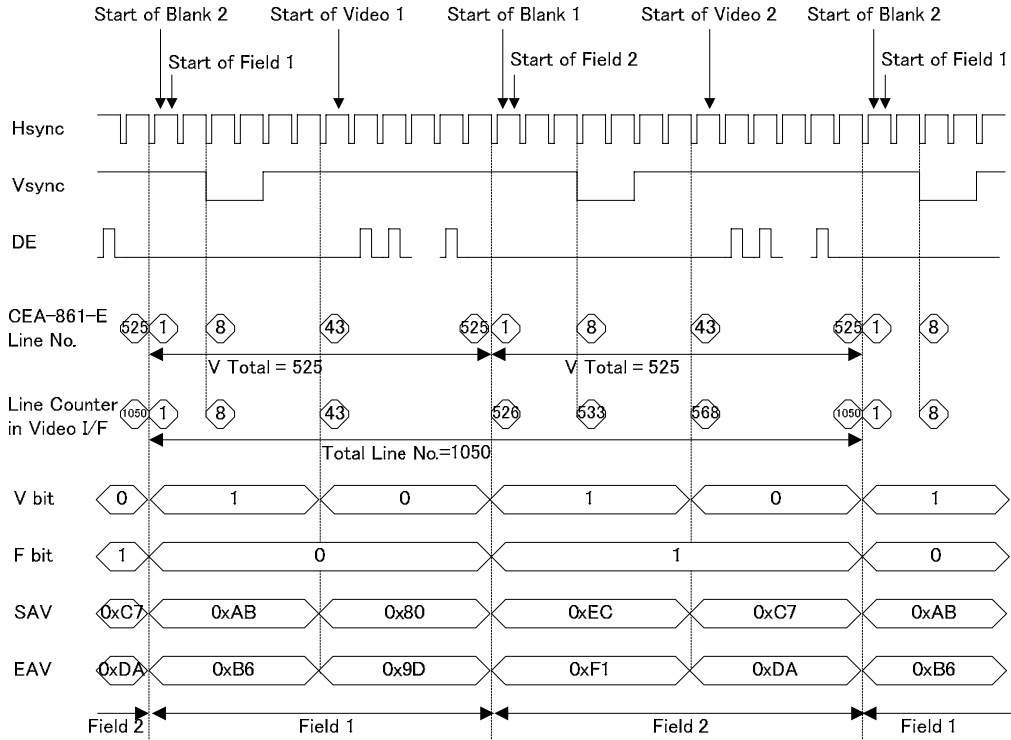 Start of Blank 2 Start of Video 1 Start of Blank 1 Start of Video 2 Start of Blank 2
Start of Field 1 Start of Field 2 Start of Field 1
Hsync
Vsync
DE
CEA-861-E
Line No.
525 1 8 43 525 1 8 43 525 1 8
V Total = 525 V Total = 525
Line Counter
in Video I/F
1050 1 8 43 526 533 568 1050 1 8
Total Line No.=1050
V bit 0 1 0 1 0 1
F bit 1 0 1 0
SAV 0xC7 0xAB 0x80 0xEC 0xC7 0xAB
EAV 0xDA 0xB6 0x9D 0xF1 0xDA 0xB6
Field 2 Field 1 Field 2 Field 1